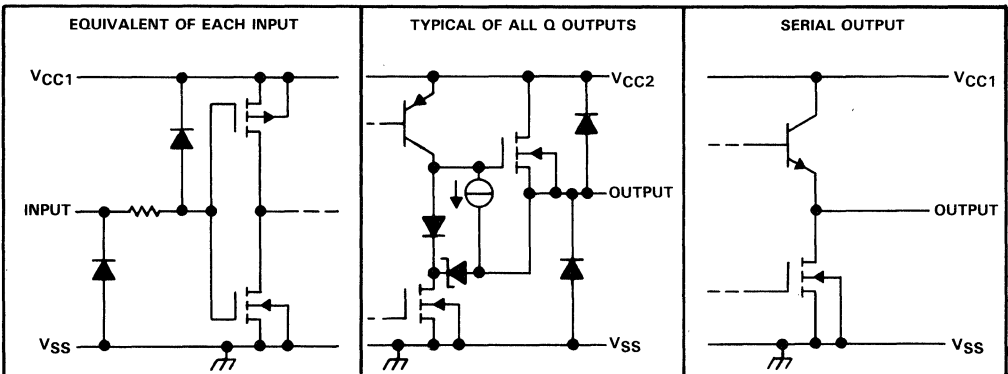 EQUIVALENT OF EACH INPUT
VCC1
INPUT
VSS
TYPICAL OF ALL Q OUTPUTS
VCC2
OUTPUT
VSS
SERIAL OUTPUT
VCC1
OUTPUT
VSS